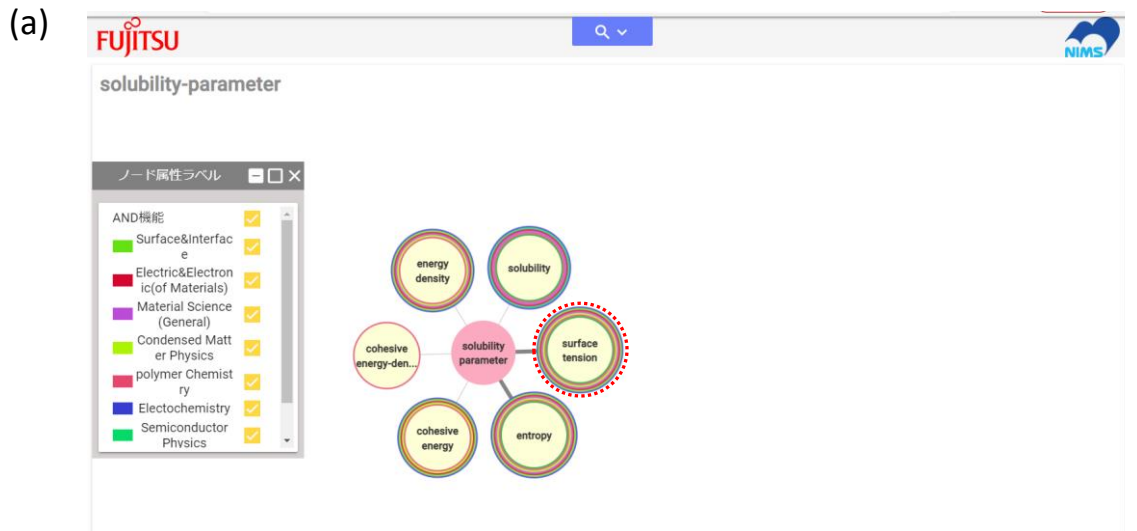 (a)
FUJITSU
NIMS
solubility-parameter
ノード属性ラベル
AND機能
Surface&Interfac
e
Electric&Electron
ic(of Materials)
Material Science
(General)
Condensed Matt
er Physics
polymer Chemist
ry
Electochemistry
Semiconductor
Physics
energy
density
solubility
cohesive
energy-den...
solubility
parameter
surface
tension
cohesive
energy
entropy